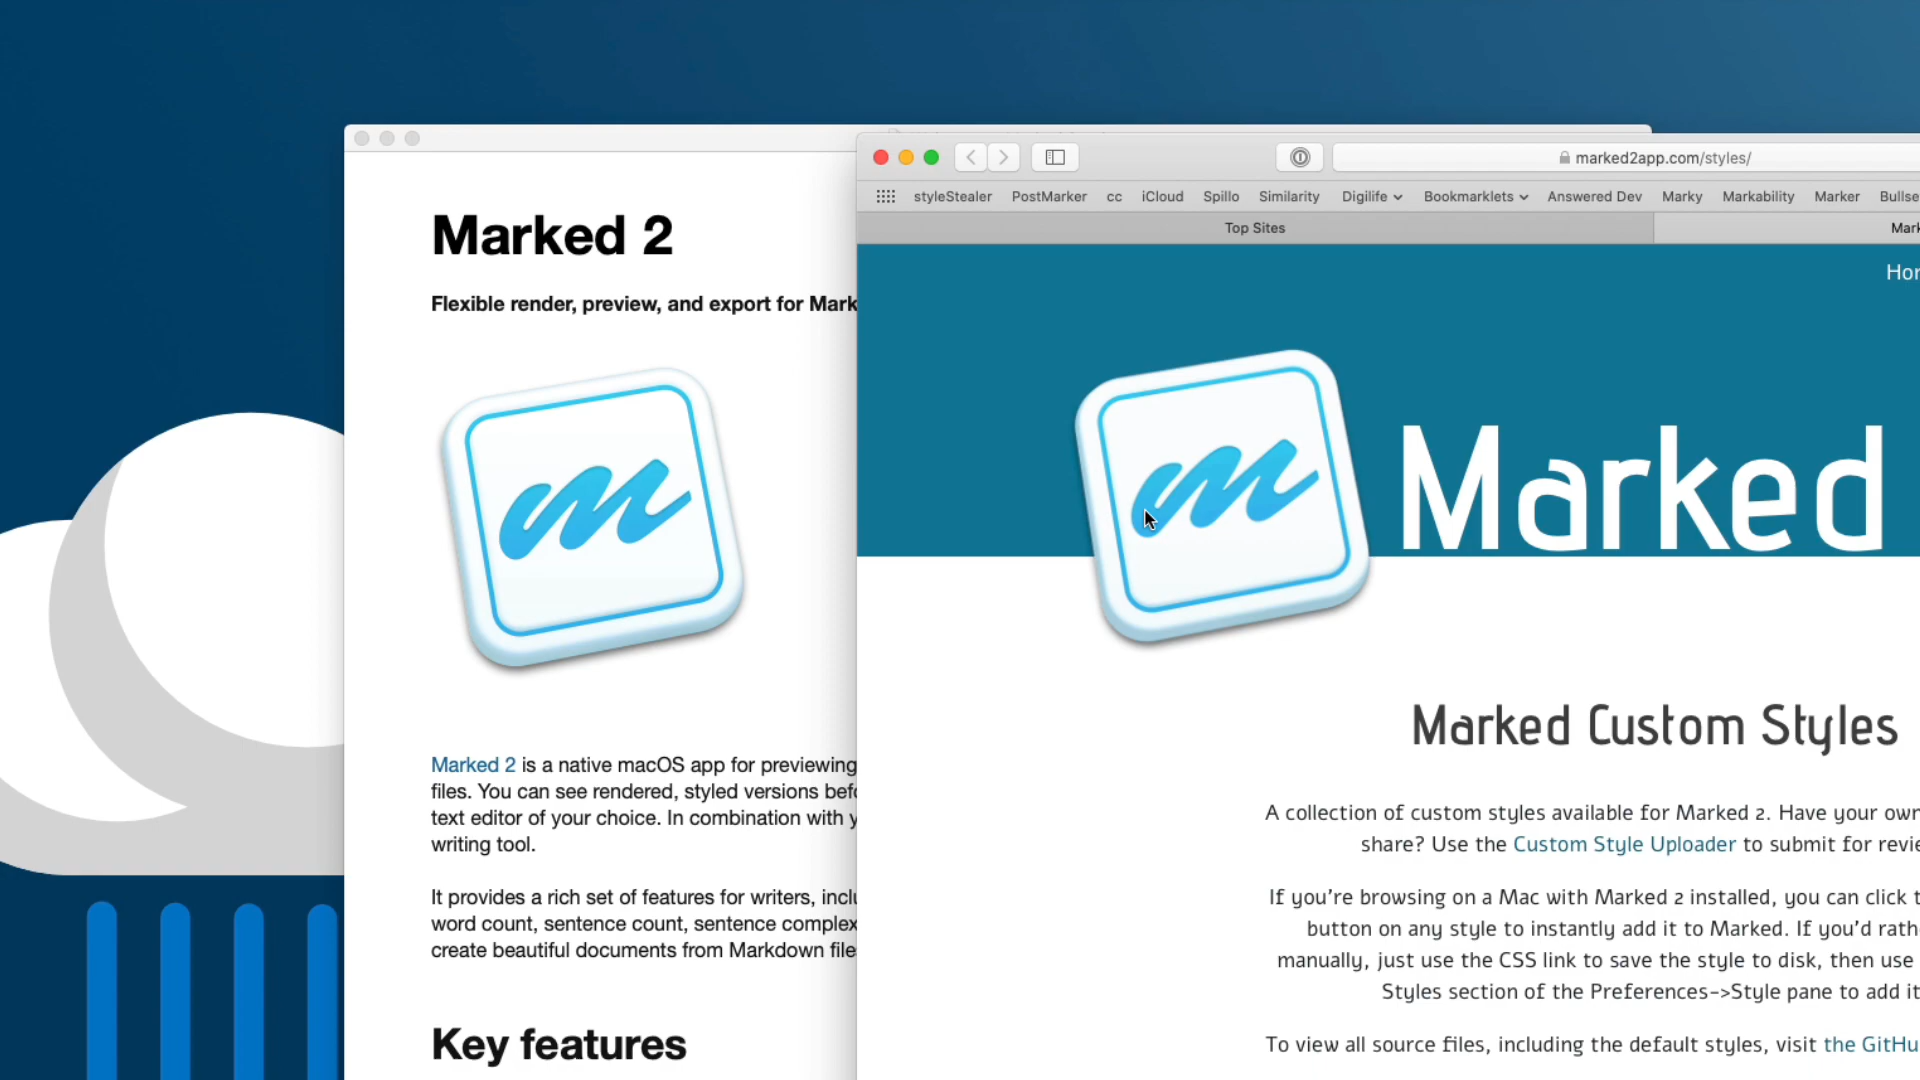 Marked 2
Flexible render, preview, and export for Mark
Marked 2 is a native macOS app for previewing
files. You can see rendered, styled versions befo
text editor of your choice. In combination with y
writing tool.
It provides a rich set of features for writers, inclu
word count, sentence count, sentence complex
create beautiful documents from Markdown file
Key features
marked2app.com/styles/
styleStealer PostMarker cc iCloud Spillo Similarity Digilife Bookmarklets Answered Dev Marky Markability Marker Bullse
Top Sites Mark
Hom
Marked
Marked Custom Styles
A collection of custom styles available for Marked 2. Have your own
share? Use the Custom Style Uploader to submit for revie
If you're browsing on a Mac with Marked 2 installed, you can click t
button on any style to instantly add it to Marked. If you'd rathe
manually, just use the CSS link to save the style to disk, then use
Styles section of the Preferences->Style pane to add it
To view all source files, including the default styles, visit the GitHu